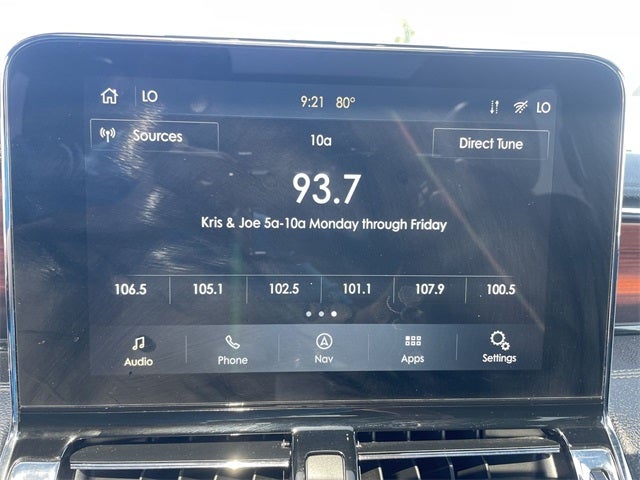 LO 9:21 80° LO
Sources 10a Direct Tune
93.7
Kris & Joe 5a-10a Monday through Friday
106.5 105.1 102.5 101.1 107.9 100.5
Audio Phone Nav Apps Settings